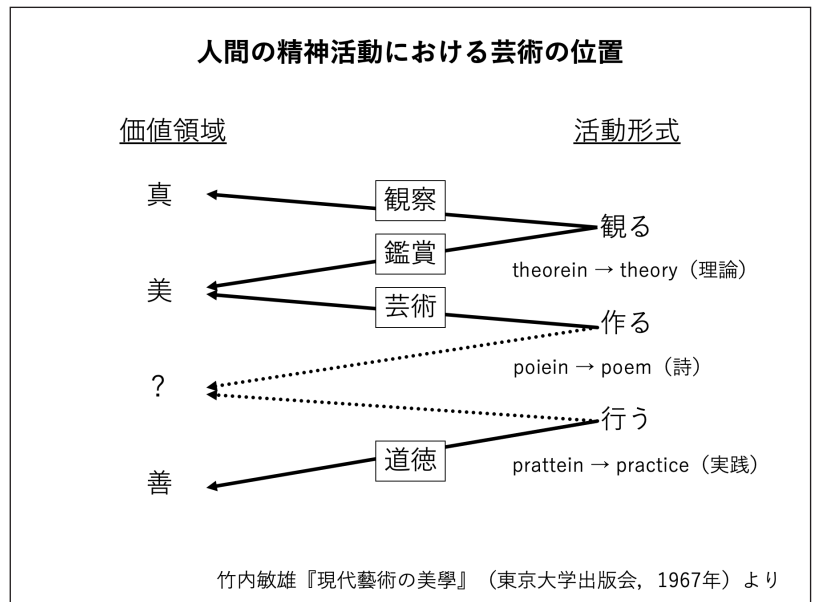 人間の精神活動における芸術の位置
価値領域
活動形式
真
観察
観る
鑑賞
theorein → theory（理論）
美
芸術
作る
poiein → poem（詩）
？
行う
道徳
prattein → practice（実践）
善
竹内敏雄『現代藝術の美學』（東京大学出版会，1967年）より